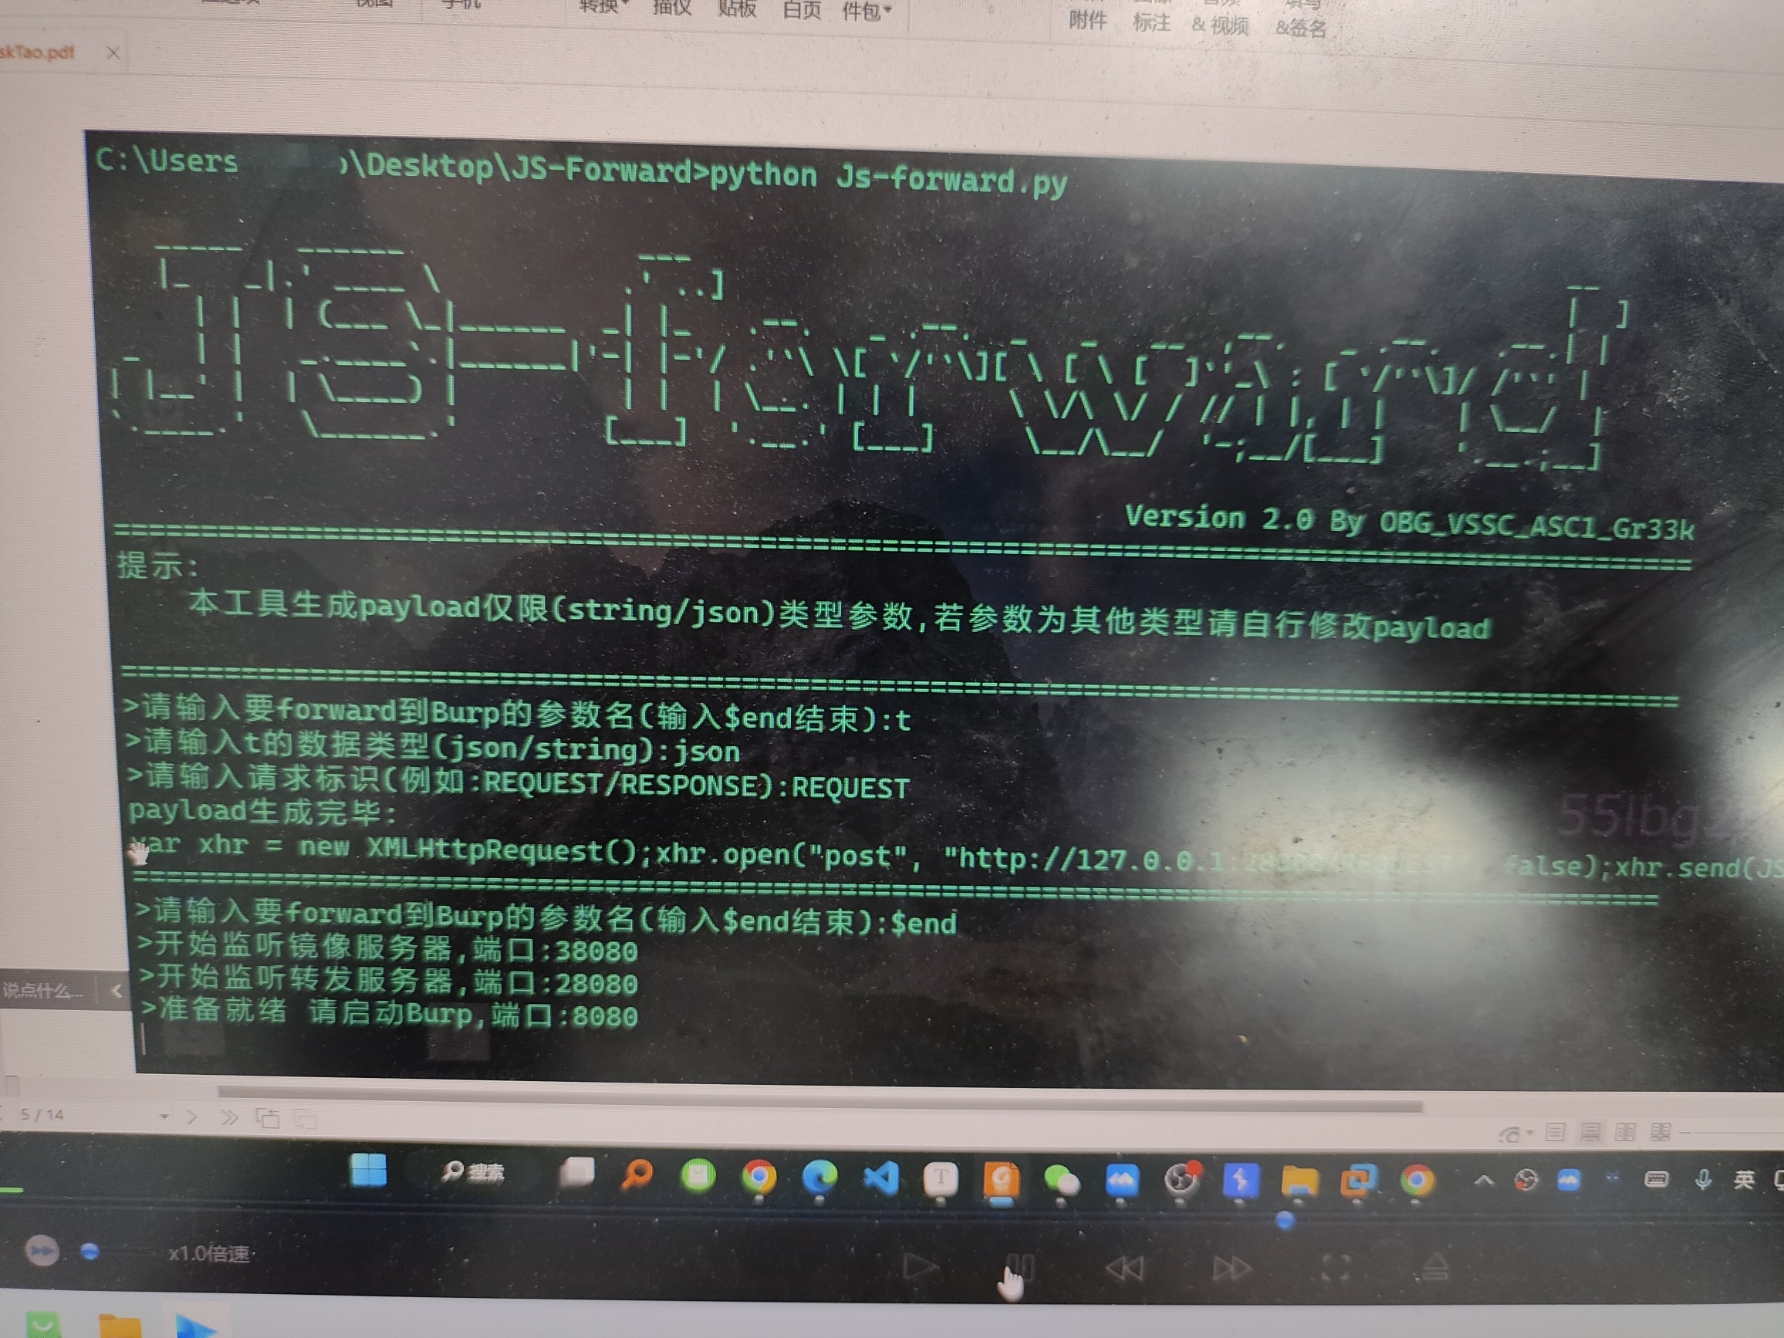 转换 描仪 贴板 白页 件包
附件 标注 & 视频 &签名
skTao.pdf
C:\Users \Desktop\JS-Forward>python Js-forward.py
JS-forward
Version 2.0 By OBG_VSSC_ASC1_Gr33k
提示:
本工具生成payload仅限(string/json)类型参数,若参数为其他类型请自行修改payload
>请输入要forward到Burp的参数名(输入$end结束):t
>请输入t的数据类型(json/string):json
>请输入请求标识(例如:REQUEST/RESPONSE):REQUEST
payload生成完毕:
var xhr = new XMLHttpRequest();xhr.open("post", "http://127.0.0.1:28080/REQUEST", false);xhr.send(JS
55lbg
>请输入要forward到Burp的参数名(输入$end结束):$end
>开始监听镜像服务器,端口:38080
>开始监听转发服务器,端口:28080
>准备就绪 请启动Burp,端口:8080
说点什么...
5 / 14
搜索
英
x1.0倍速